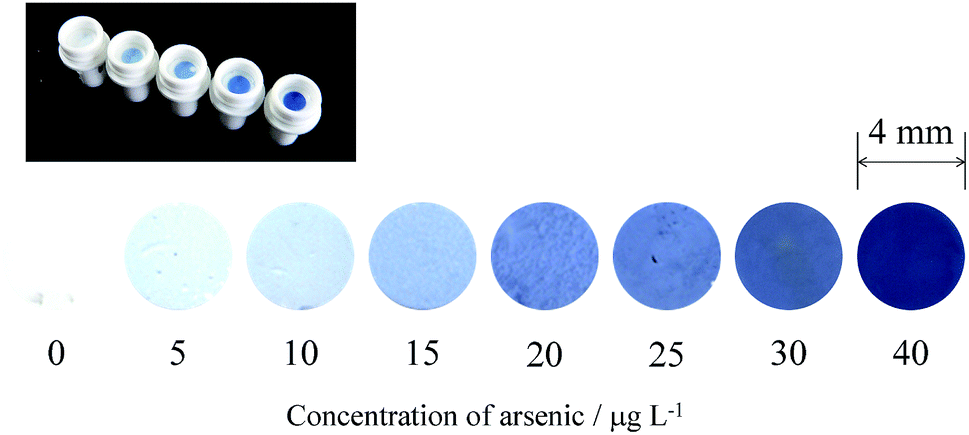 4 mm
0 5 10 15 20 25 30 40
Concentration of arsenic / μg L⁻¹